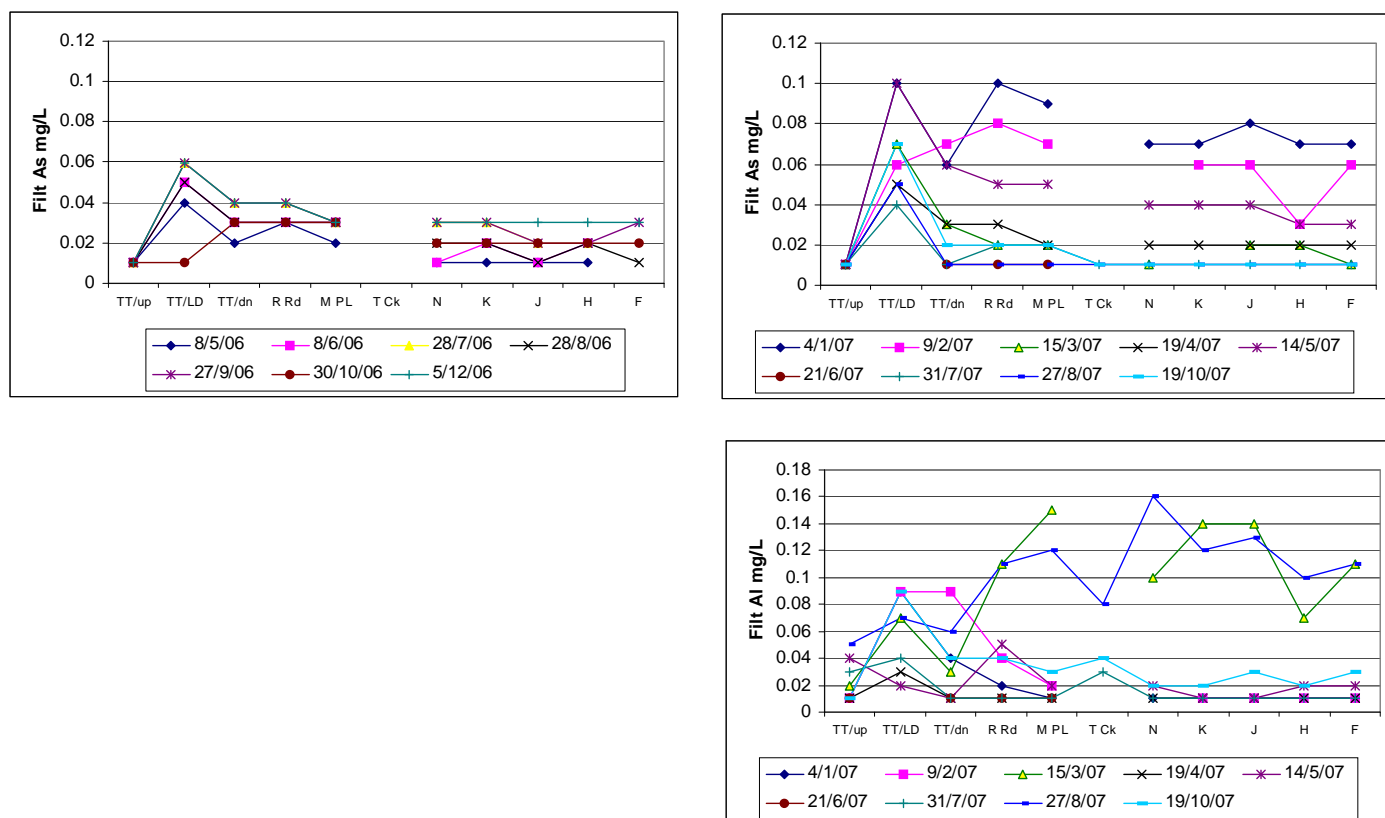 Filt As mg/L
0.12
0.1
0.08
0.06
0.04
0.02
0
TT/up TT/LD TT/dn R Rd M PL T Ck N K J H F
8/5/06 8/6/06 28/7/06 28/8/06
27/9/06 30/10/06 5/12/06
Filt As mg/L
0.12
0.1
0.08
0.06
0.04
0.02
0
TT/up TT/LD TT/dn R Rd M PL T Ck N K J H F
4/1/07 9/2/07 15/3/07 19/4/07 14/5/07
21/6/07 31/7/07 27/8/07 19/10/07
Filt Al mg/L
0.18
0.16
0.14
0.12
0.1
0.08
0.06
0.04
0.02
0
TT/up TT/LD TT/dn R Rd M PL T Ck N K J H F
4/1/07 9/2/07 15/3/07 19/4/07 14/5/07
21/6/07 31/7/07 27/8/07 19/10/07